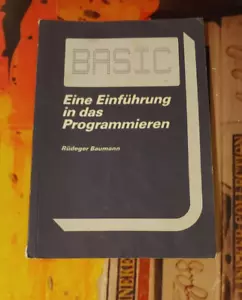 BASIC
Eine Einführung
in das
Programmieren
Rüdeger Baumann